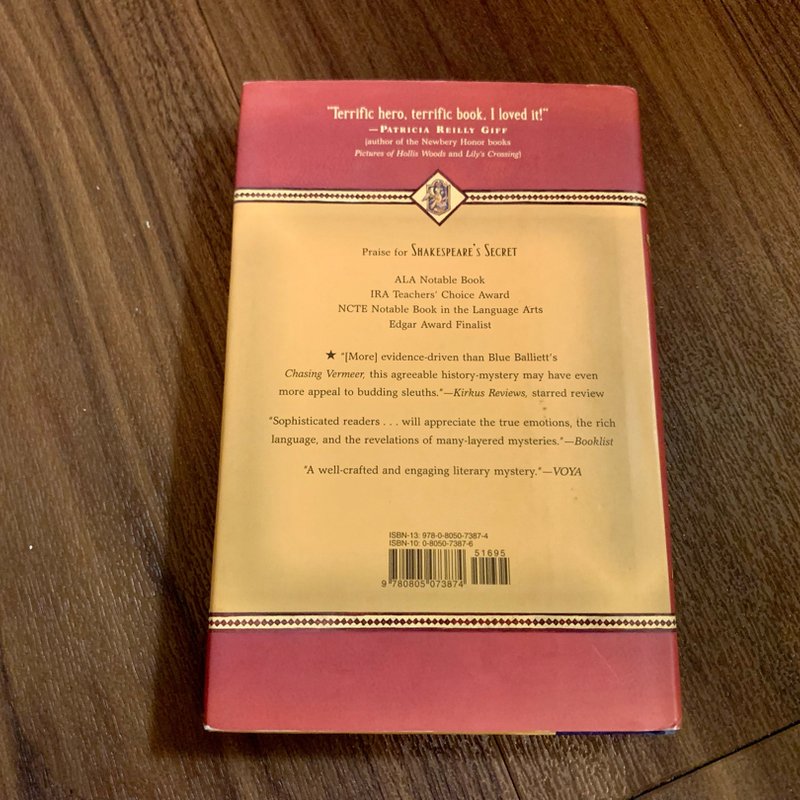 "Terrific hero, terrific book. I loved it!"
—Patricia Reilly Giff
(author of the Newbery Honor books
Pictures of Hollis Woods and Lily's Crossing)
Praise for Shakespeare's Secret
ALA Notable Book
IRA Teachers' Choice Award
NCTE Notable Book in the Language Arts
Edgar Award Finalist
★ "[More] evidence-driven than Blue Balliett's
Chasing Vermeer, this agreeable history-mystery may have even
more appeal to budding sleuths."—Kirkus Reviews, starred review
"Sophisticated readers . . . will appreciate the true emotions, the rich
language, and the revelations of many-layered mysteries."—Booklist
"A well-crafted and engaging literary mystery."—VOYA
ISBN-13: 978-0-8050-7387-4
ISBN-10: 0-8050-7387-6
51695
9 780805 073874